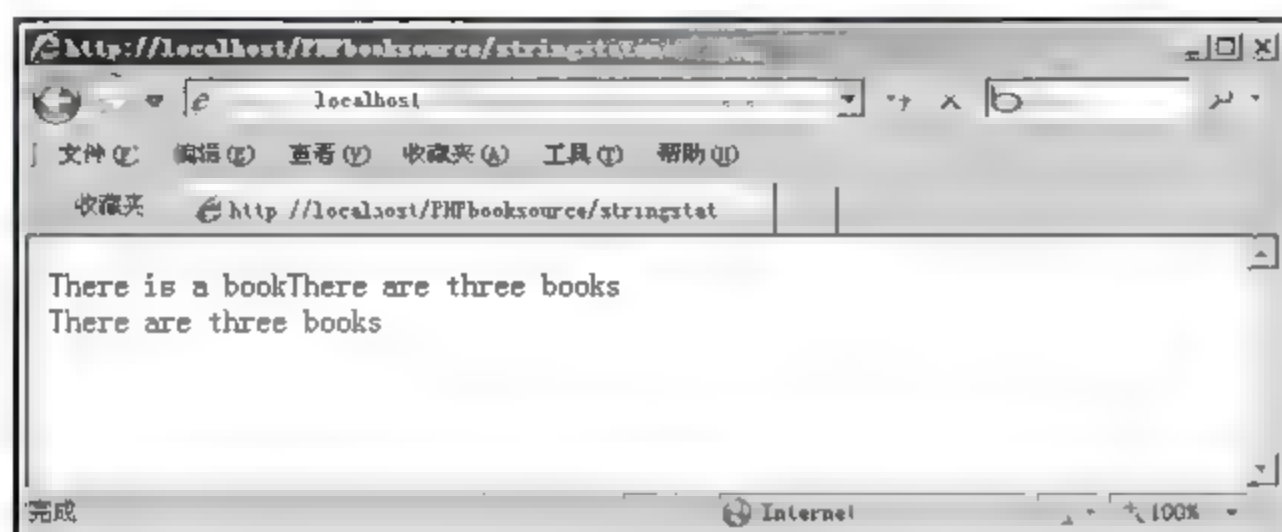 http://localhost/PHPbooksource/stringstat
localhost
文件(F) 编辑(E) 查看(V) 收藏夹(A) 工具(T) 帮助(H)
收藏夹 http //localhost/PHPbooksource/stringstat
There is a bookThere are three books
There are three books
完成 Internet 100%